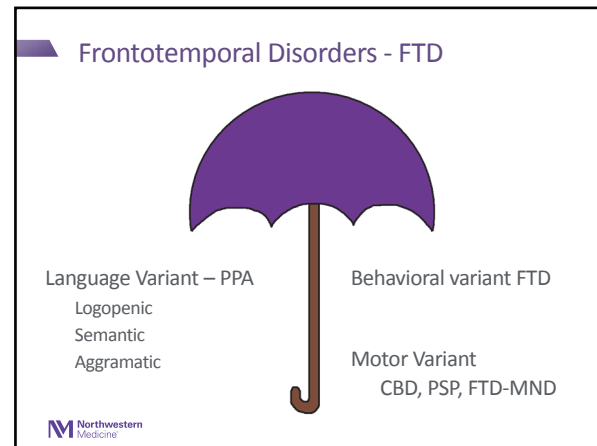 Frontotemporal Disorders - FTD
Language Variant – PPA
Logopenic
Semantic
Aggramatic
Behavioral variant FTD
Motor Variant
CBD, PSP, FTD-MND
NM Northwestern
Medicine